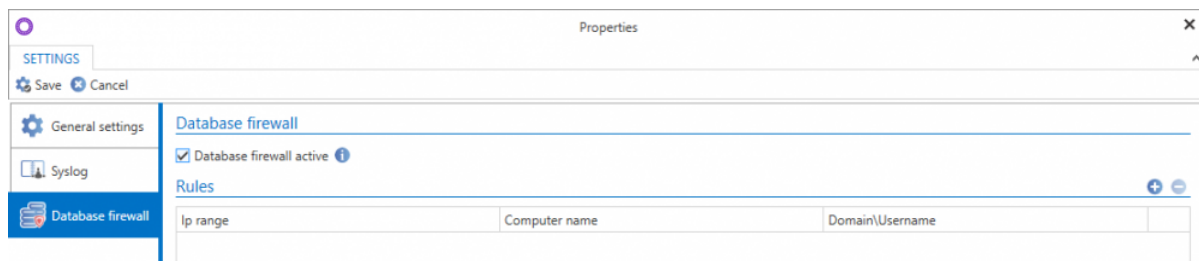 Properties
SETTINGS
Save Cancel
General settings
Syslog
Database firewall
Database firewall
Database firewall active
Rules
Ip range Computer name Domain\Username